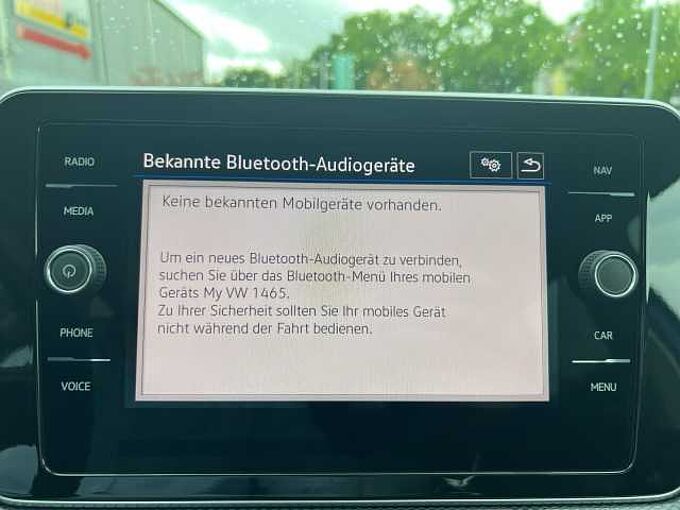 Bekannte Bluetooth-Audiogeräte
RADIO
MEDIA
PHONE
VOICE
Keine bekannten Mobilgeräte vorhanden.
Um ein neues Bluetooth-Audiogerät zu verbinden,
suchen Sie über das Bluetooth-Menü Ihres mobilen
Geräts My VW 1465.
Zu Ihrer Sicherheit sollten Sie Ihr mobiles Gerät
nicht während der Fahrt bedienen.
NAV
APP
CAR
MENU